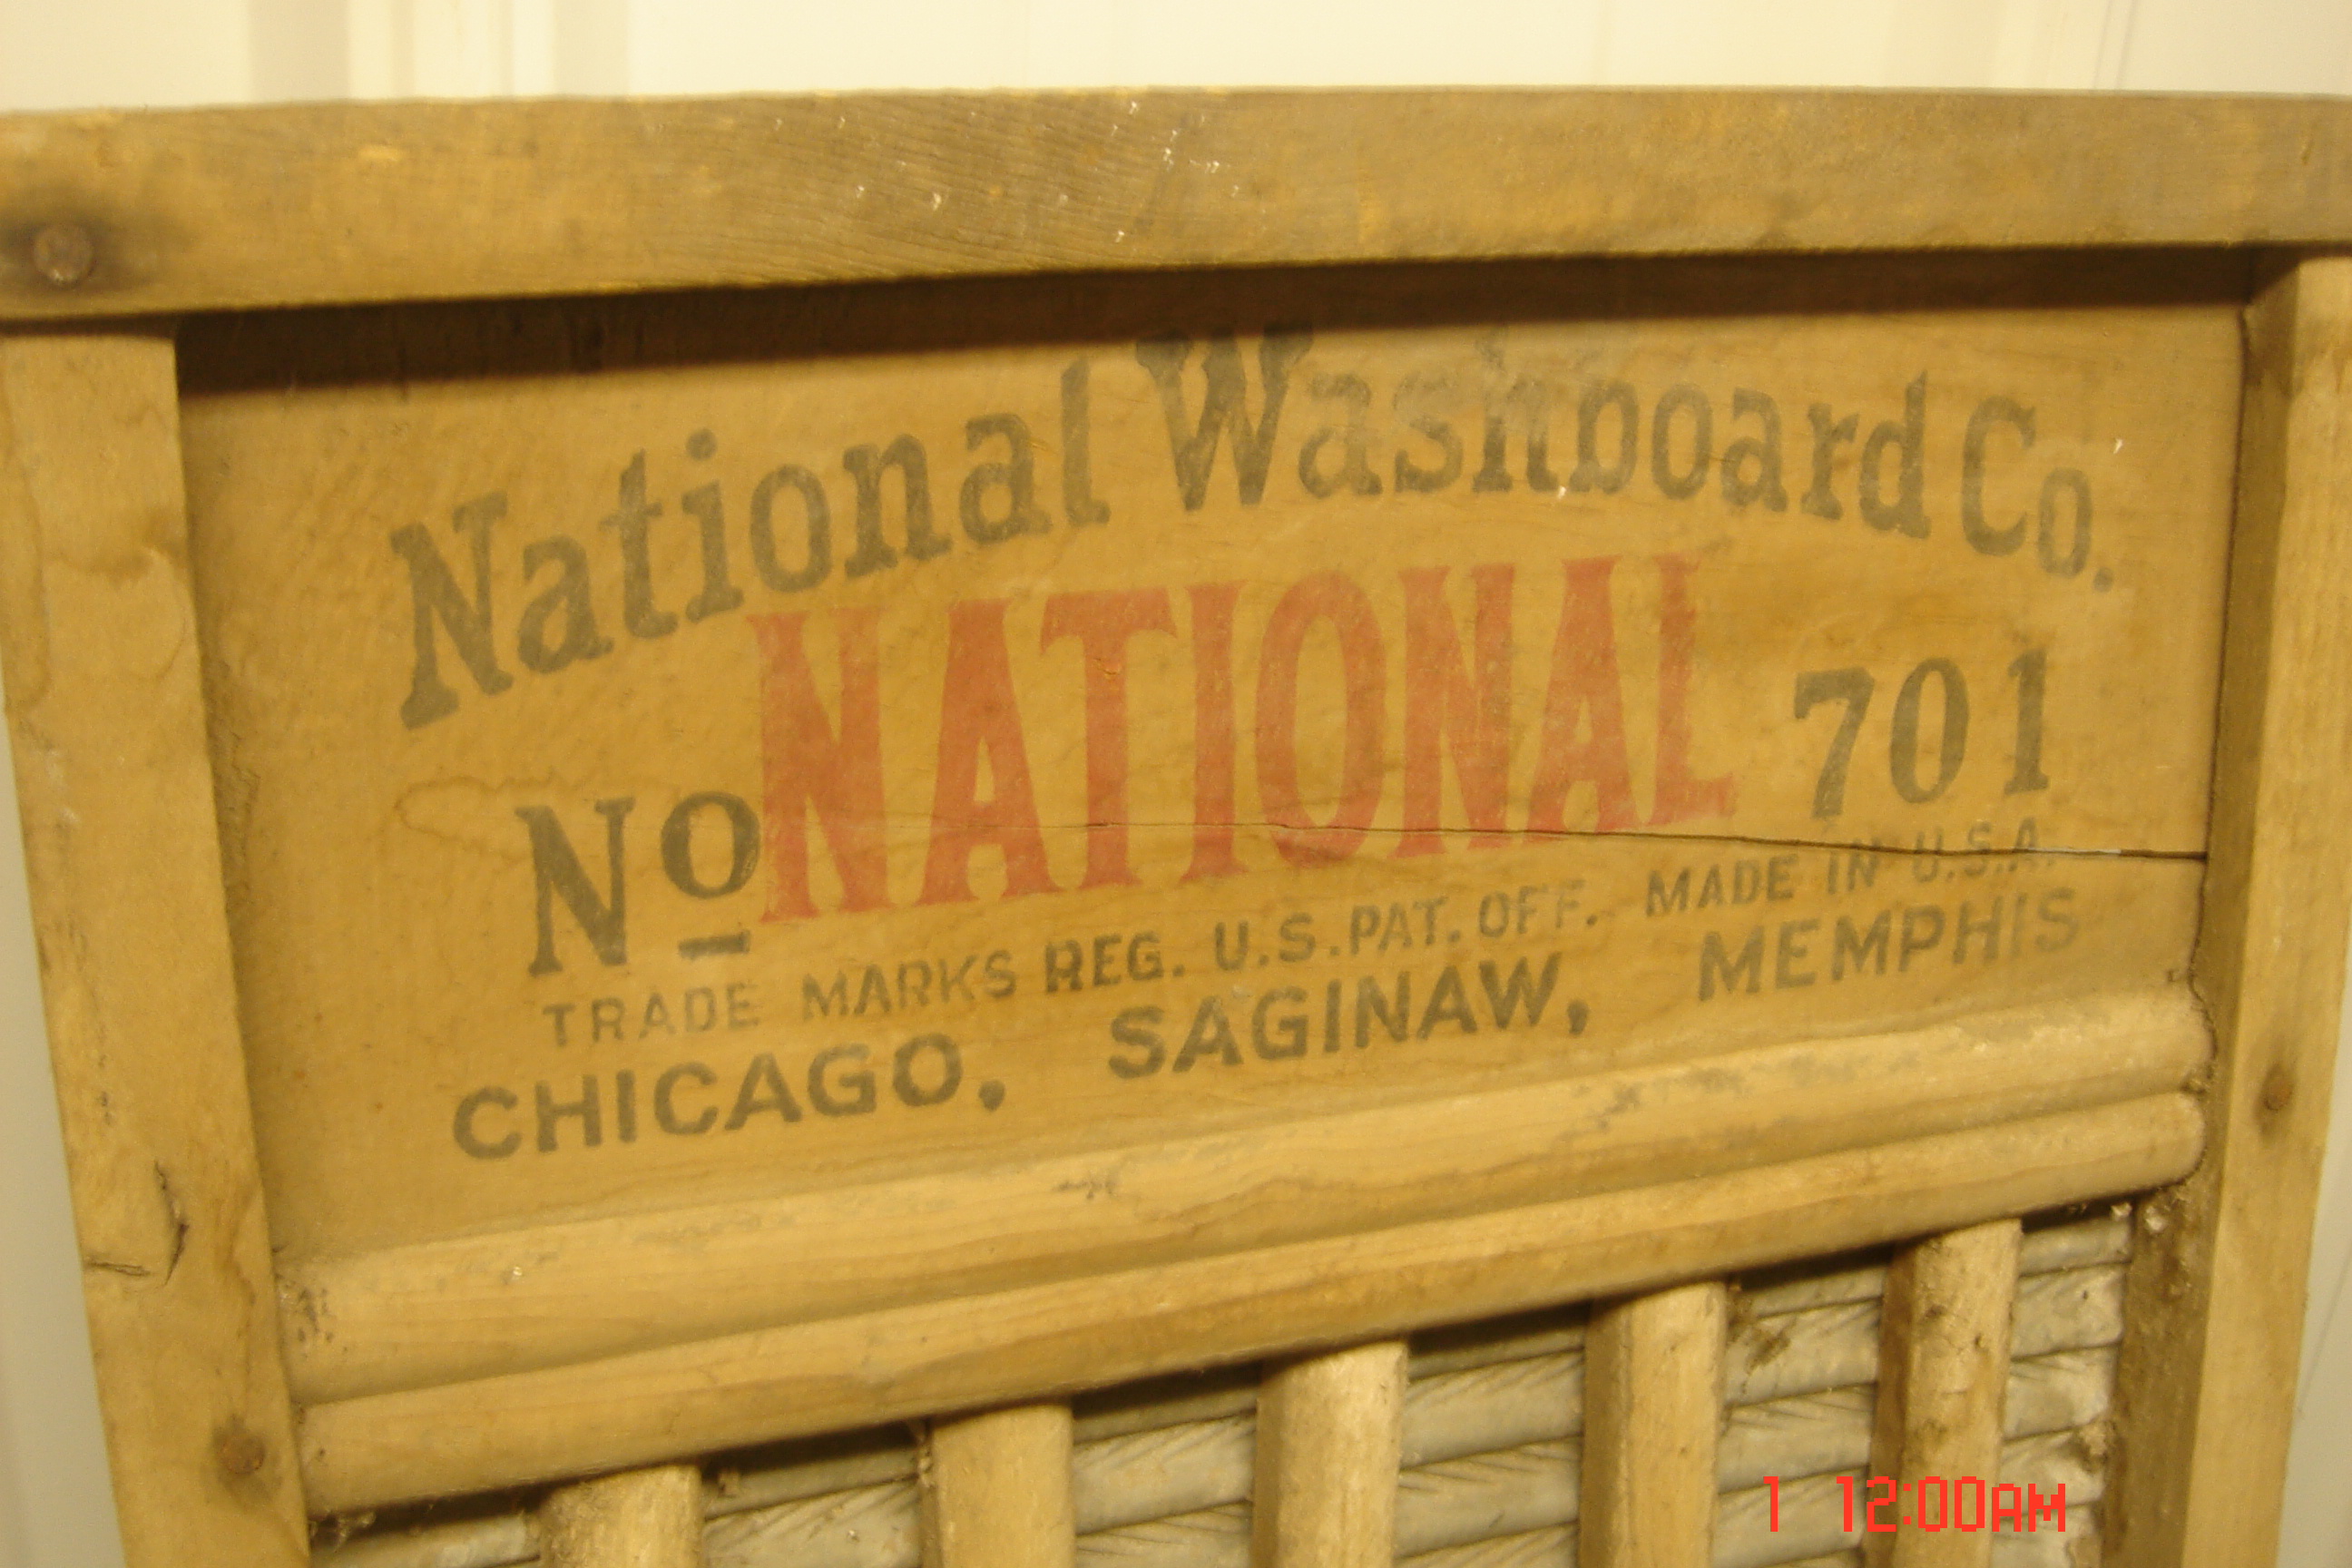 National Washboard Co.
No NATIONAL 701
TRADE MARKS REG. U.S. PAT. OFF. MADE IN U.S.A.
CHICAGO, SAGINAW, MEMPHIS
1 12:00AM